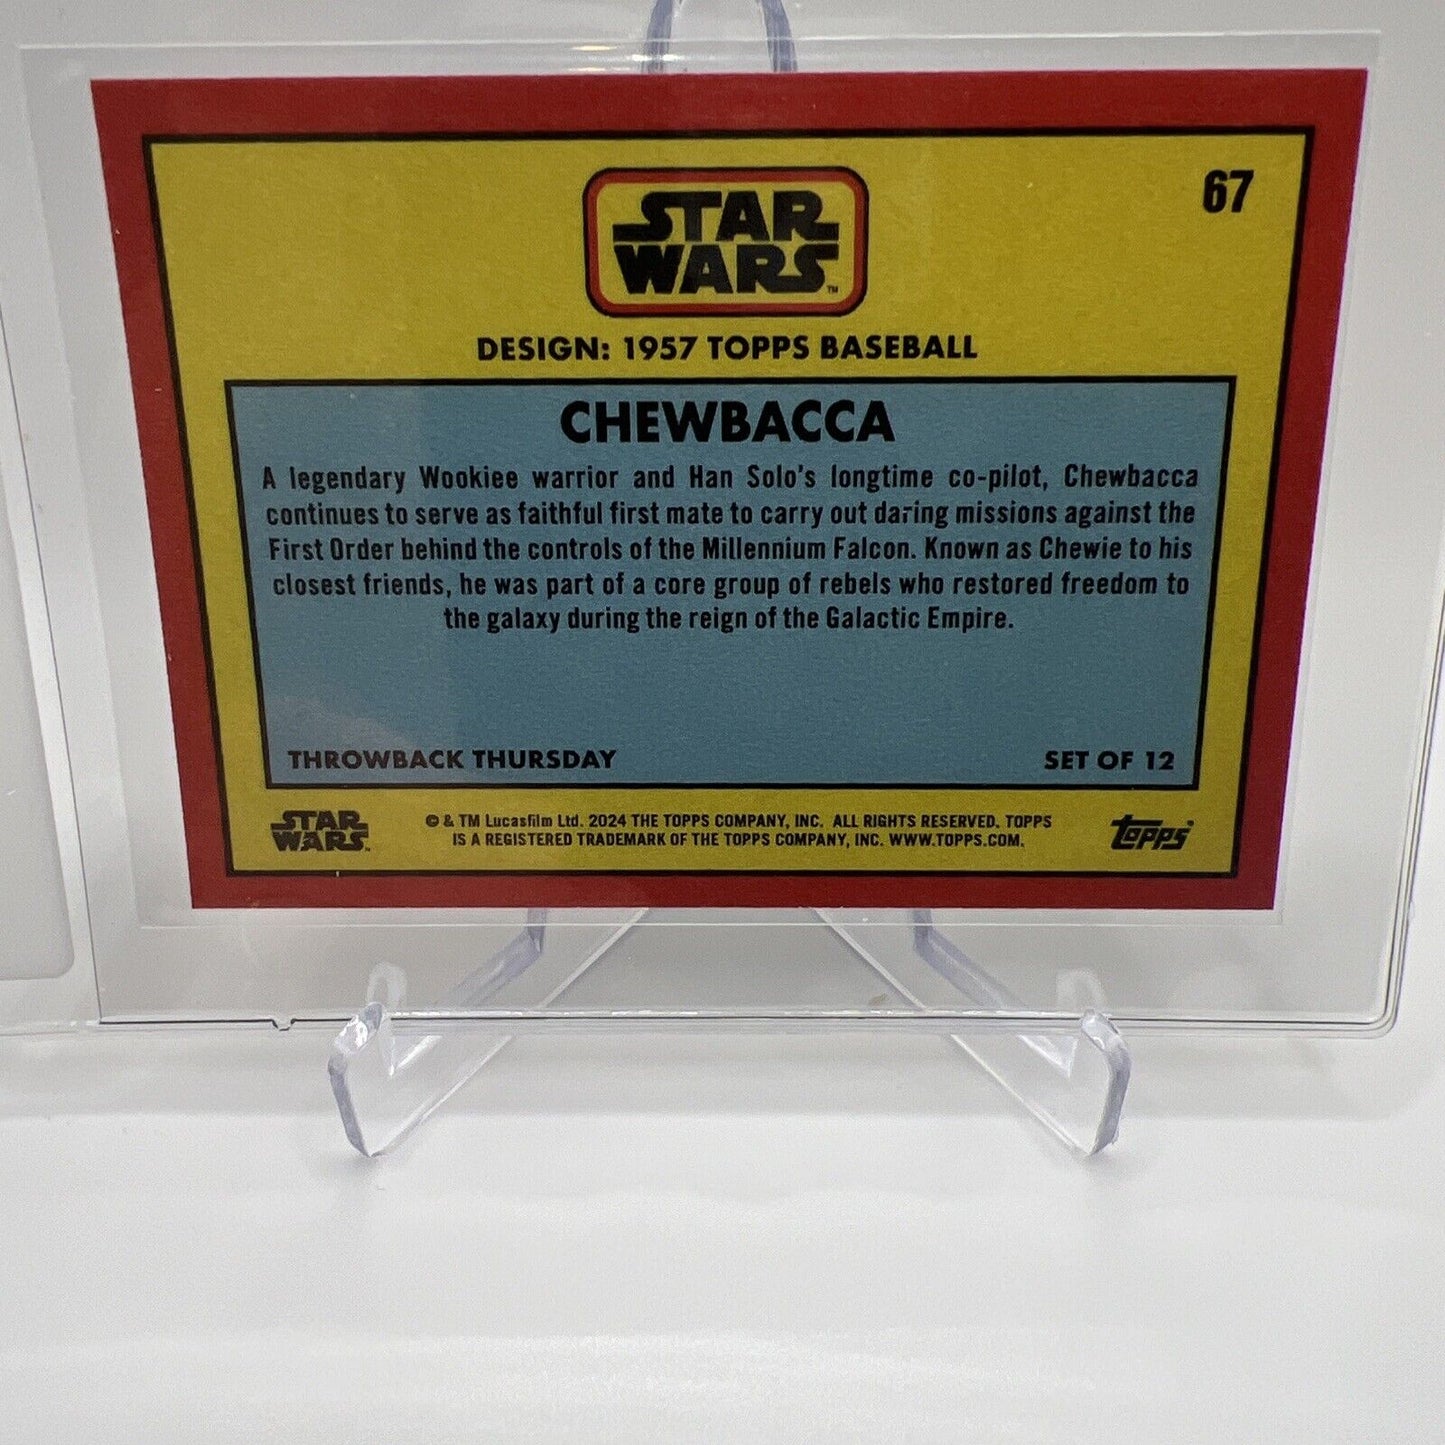 67
STAR
WARS™
DESIGN: 1957 TOPPS BASEBALL
CHEWBACCA
A legendary Wookiee warrior and Han Solo's longtime co-pilot, Chewbacca
continues to serve as faithful first mate to carry out daring missions against the
First Order behind the controls of the Millennium Falcon. Known as Chewie to his
closest friends, he was part of a core group of rebels who restored freedom to
the galaxy during the reign of the Galactic Empire.
THROWBACK THURSDAY SET OF 12
STAR
WARS
© & TM Lucasfilm Ltd. 2024 THE TOPPS COMPANY, INC. ALL RIGHTS RESERVED. TOPPS
IS A REGISTERED TRADEMARK OF THE TOPPS COMPANY, INC. WWW.TOPPS.COM.
topps